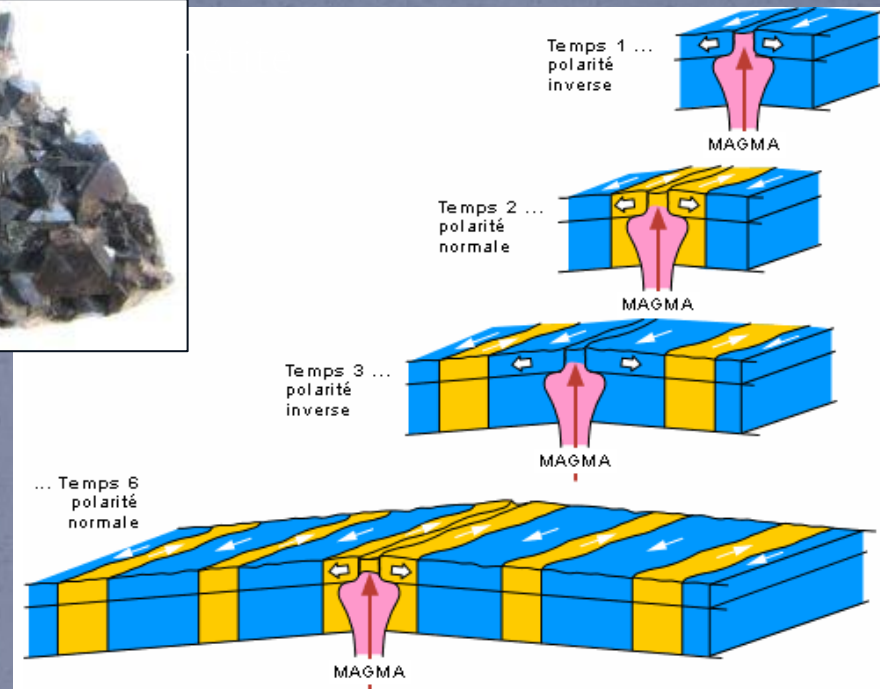 Temps 1 ...
polarité
inverse
MAGMA
Temps 2 ...
polarité
normale
MAGMA
Temps 3 ...
polarité
inverse
MAGMA
... Temps 6
polarité
normale
MAGMA